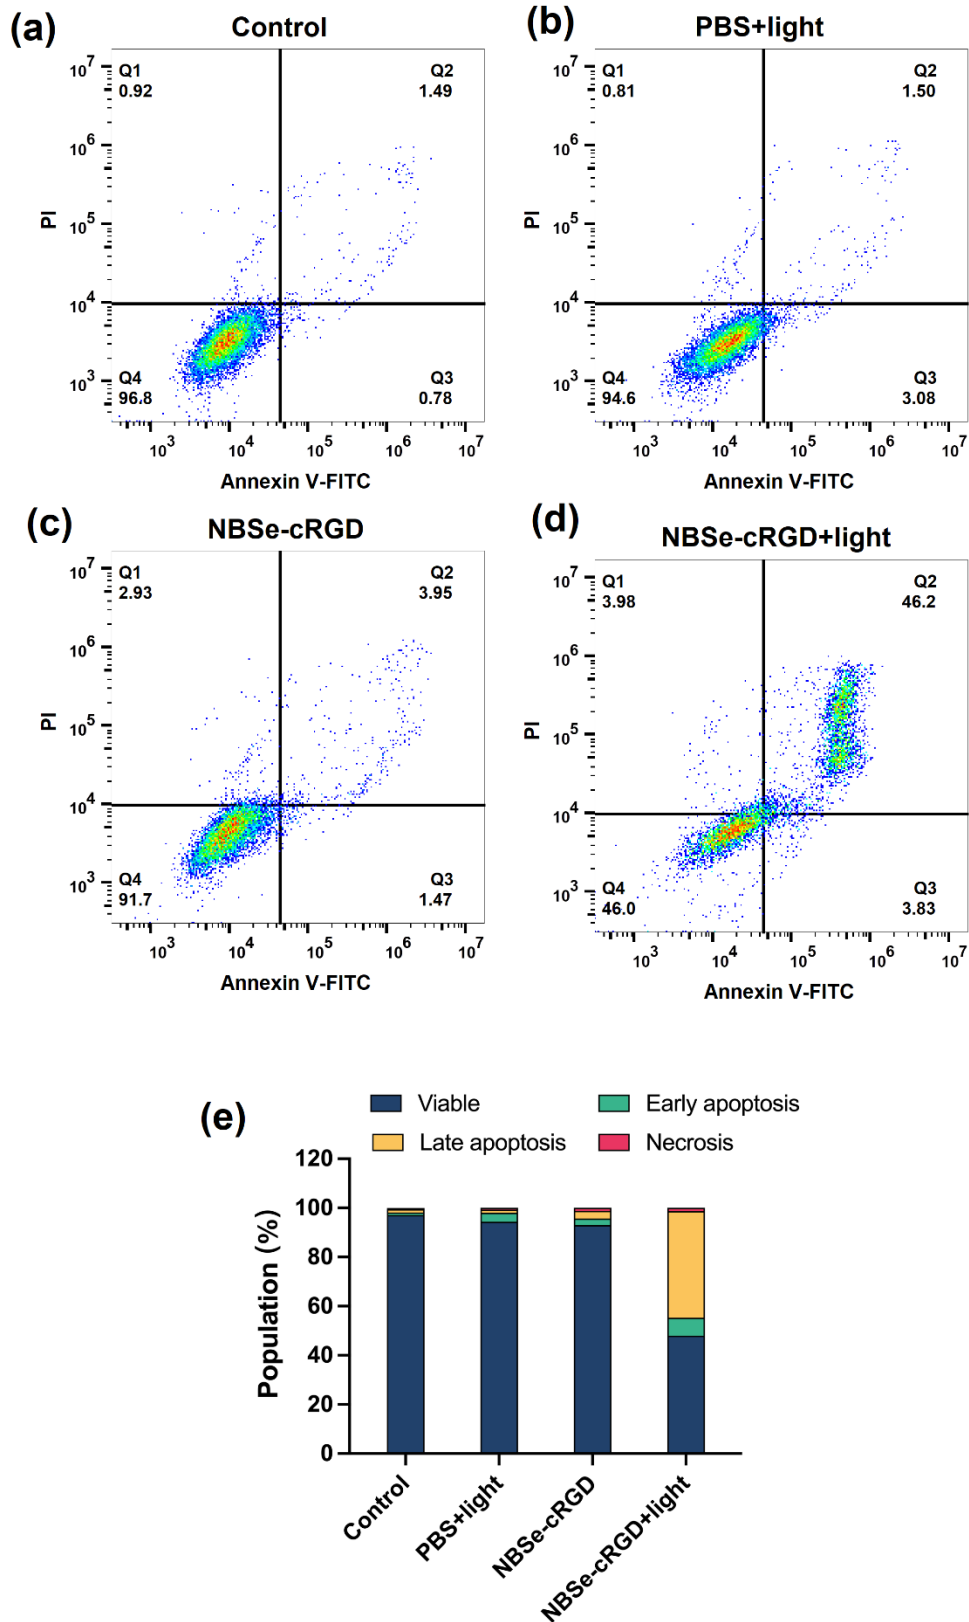 (a)
Control
Q1
0.92
Q2
1.49
10^7
10^6
10^5
10^4
10^3
PI
Q4
96.8
Q3
0.78
10^3 10^4 10^5 10^6 10^7
Annexin V-FITC
(b)
PBS+light
Q1
0.81
Q2
1.50
10^7
10^6
10^5
10^4
10^3
PI
Q4
94.6
Q3
3.08
10^3 10^4 10^5 10^6 10^7
Annexin V-FITC
(c)
NBSe-cRGD
Q1
2.93
Q2
3.95
10^7
10^6
10^5
10^4
10^3
PI
Q4
91.7
Q3
1.47
10^3 10^4 10^5 10^6 10^7
Annexin V-FITC
(d)
NBSe-cRGD+light
Q1
3.98
Q2
46.2
10^7
10^6
10^5
10^4
10^3
PI
Q4
46.0
Q3
3.83
10^3 10^4 10^5 10^6 10^7
Annexin V-FITC
(e)
Viable
Early apoptosis
Late apoptosis
Necrosis
120
100
80
60
40
20
0
Population (%)
Control
PBS+light
NBSe-cRGD
NBSe-cRGD+light